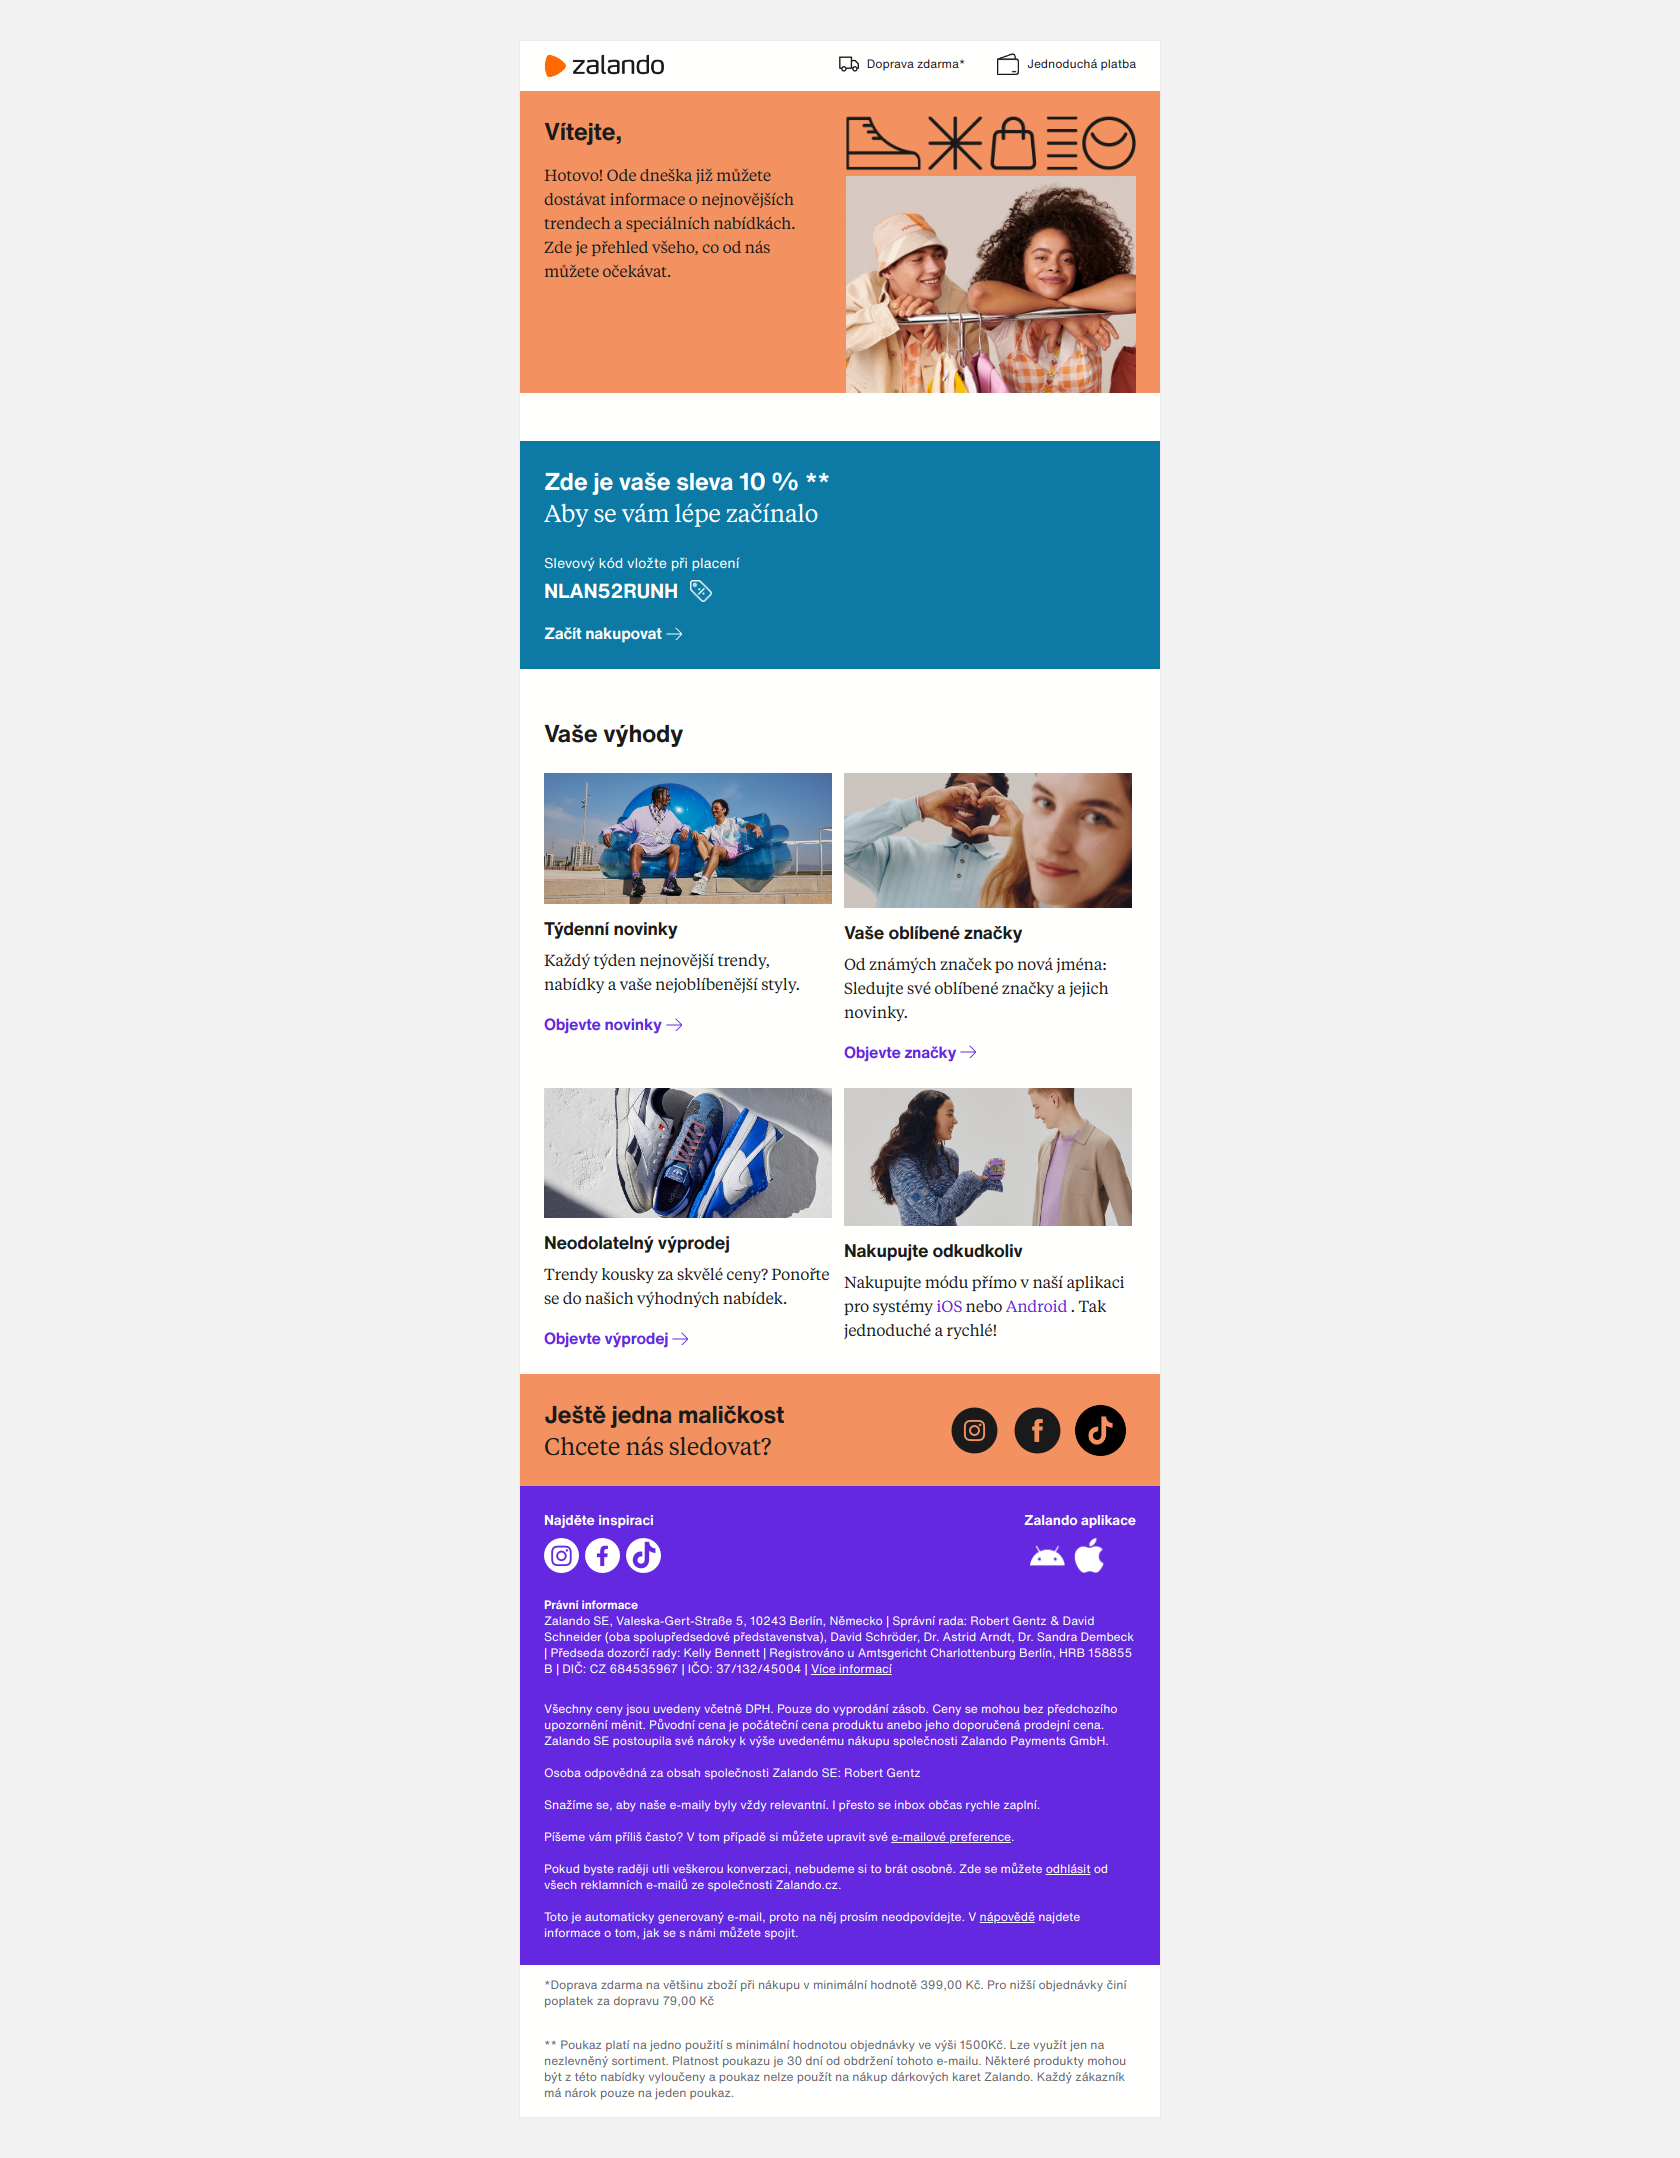 zalando
Doprava zdarma*
Jednoduchá platba
Vítejte,
Hotovo! Ode dneška již můžete
dostávat informace o nejnovějších
trendech a speciálních nabídkách.
Zde je přehled všeho, co od nás
můžete očekávat.
Zde je vaše sleva 10 % **
Aby se vám lépe začínalo
Slevový kód vložte při placení
NLAN52RUNH
Začít nakupovat
Vaše výhody
Týdenní novinky
Každý týden nejnovější trendy,
nabídky a vaše nejoblíbenější styly.
Objevte novinky
Vaše oblíbené značky
Od známých značek po nová jména:
Sledujte své oblíbené značky a jejich
novinky.
Objevte značky
Neodolatelný výprodej
Trendy kousky za skvělé ceny? Ponořte
se do našich výhodných nabídek.
Objevte výprodej
Nakupujte odkudkoliv
Nakupujte módu přímo v naší aplikaci
pro systémy iOS nebo Android . Tak
jednoduché a rychlé!
Ještě jedna maličkost
Chcete nás sledovat?
Najděte inspiraci
Zalando aplikace
Právní informace
Zalando SE, Valeska-Gert-Straße 5, 10243 Berlín, Německo | Správní rada: Robert Gentz & David
Schneider (oba spolupředsedové představenstva), David Schröder, Dr. Astrid Arndt, Dr. Sandra Dembeck
| Předseda dozorčí rady: Kelly Bennett | Registrováno u Amtsgericht Charlottenburg Berlín, HRB 158855
B | DIČ: CZ 684535967 | IČO: 37/132/45004 | Více informací
Všechny ceny jsou uvedeny včetně DPH. Pouze do vyprodání zásob. Ceny se mohou bez předchozího
upozornění měnit. Původní cena je počáteční cena produktu anebo jeho doporučená prodejní cena.
Zalando SE postoupila své nároky k výše uvedenému nákupu společnosti Zalando Payments GmbH.
Osoba odpovědná za obsah společnosti Zalando SE: Robert Gentz
Snažíme se, aby naše e-maily byly vždy relevantní. I přesto se inbox občas rychle zaplní.
Píšeme vám příliš často? V tom případě si můžete upravit své e-mailové preference.
Pokud byste raději utli veškerou konverzaci, nebudeme si to brát osobně. Zde se můžete odhlásit od
všech reklamních e-mailů ze společnosti Zalando.cz.
Toto je automaticky generovaný e-mail, proto na něj prosím neodpovídejte. V nápovědě najdete
informace o tom, jak se s námi můžete spojit.
*Doprava zdarma na většinu zboží při nákupu v minimální hodnotě 399,00 Kč. Pro nižší objednávky činí
poplatek za dopravu 79,00 Kč
** Poukaz platí na jedno použití s minimální hodnotou objednávky ve výši 1500Kč. Lze využít jen na
nezlevněný sortiment. Platnost poukazu je 30 dní od obdržení tohoto e-mailu. Některé produkty mohou
být z této nabídky vyloučeny a poukaz nelze použít na nákup dárkových karet Zalando. Každý zákazník
má nárok pouze na jeden poukaz.